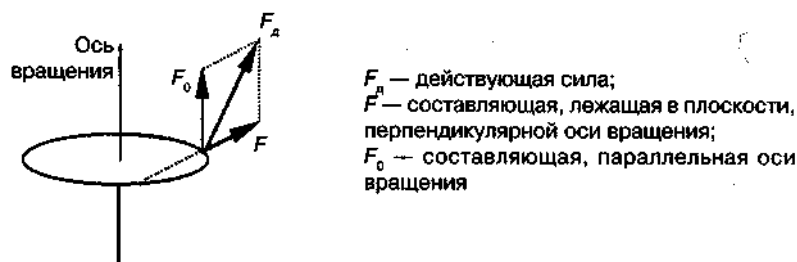 Ось
вращения
Fд
F0
F
Fд — действующая сила;
F — составляющая, лежащая в плоскости,
перпендикулярной оси вращения;
F0 — составляющая, параллельная оси
вращения